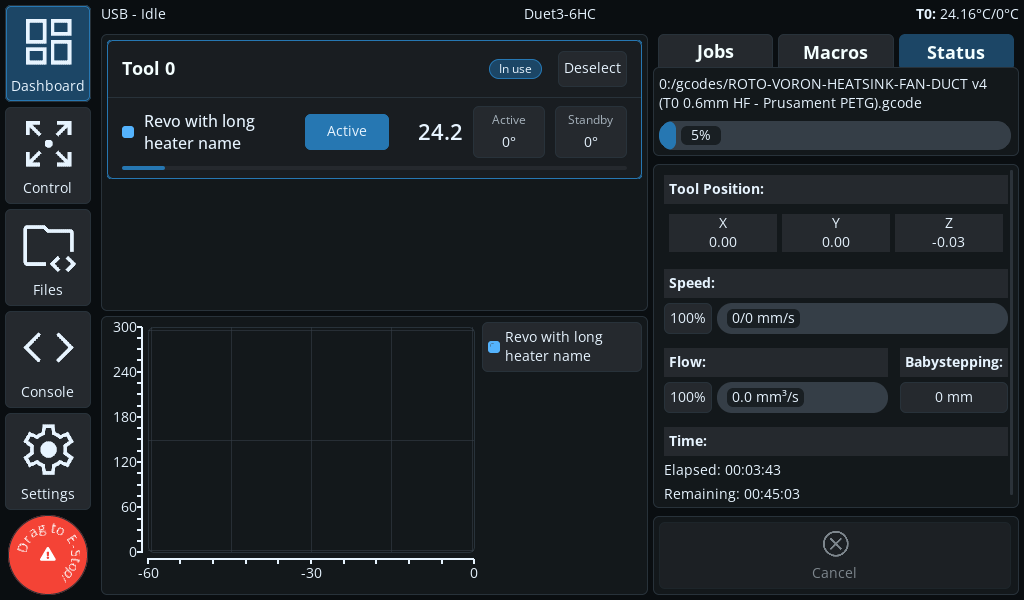 USB - Idle
Duet3-6HC
T0: 24.16°C/0°C
Dashboard
Control
Files
Console
Settings
Drag to E-Stop!
Tool 0
In use
Deselect
Revo with long
heater name
Active
24.2
Active
0°
Standby
0°
300
240
180
120
60
0
-60
-30
0
Revo with long
heater name
Jobs
Macros
Status
0:/gcodes/ROTO-VORON-HEATSINK-FAN-DUCT v4
(T0 0.6mm HF - Prusament PETG).gcode
5%
Tool Position:
X
0.00
Y
0.00
Z
-0.03
Speed:
100%
0/0 mm/s
Flow:
100%
0.0 mm³/s
Babystepping:
0 mm
Time:
Elapsed: 00:03:43
Remaining: 00:45:03
Cancel